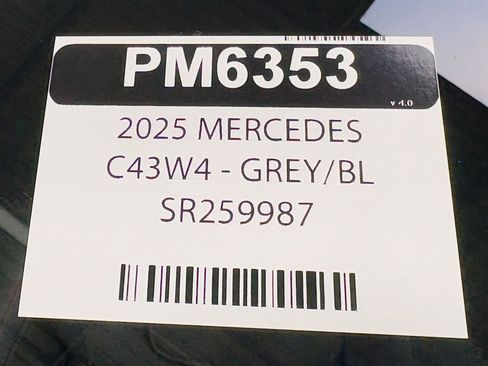 PM6353
v 4.0
2025 MERCEDES
C43W4 - GREY/BL
SR259987